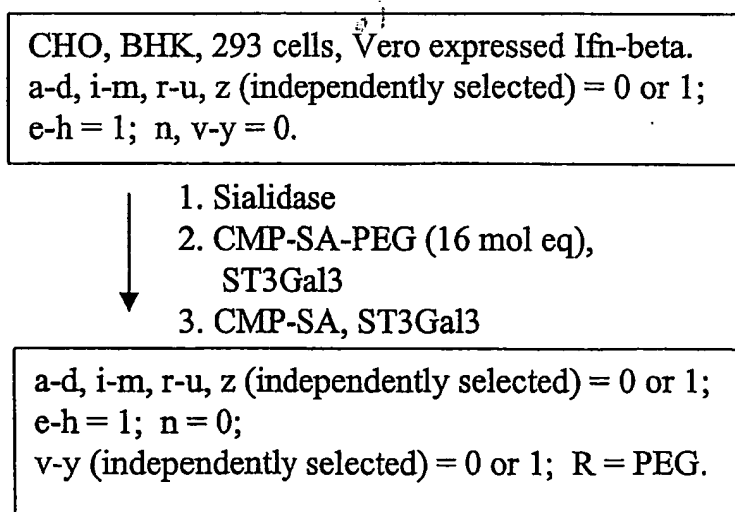 CHO, BHK, 293 cells, Vero expressed Ifn-beta.
a-d, i-m, r-u, z (independently selected) = 0 or 1;
e-h = 1; n, v-y = 0.
1. Sialidase
2. CMP-SA-PEG (16 mol eq),
ST3Gal3
3. CMP-SA, ST3Gal3
a-d, i-m, r-u, z (independently selected) = 0 or 1;
e-h = 1; n = 0;
v-y (independently selected) = 0 or 1; R = PEG.